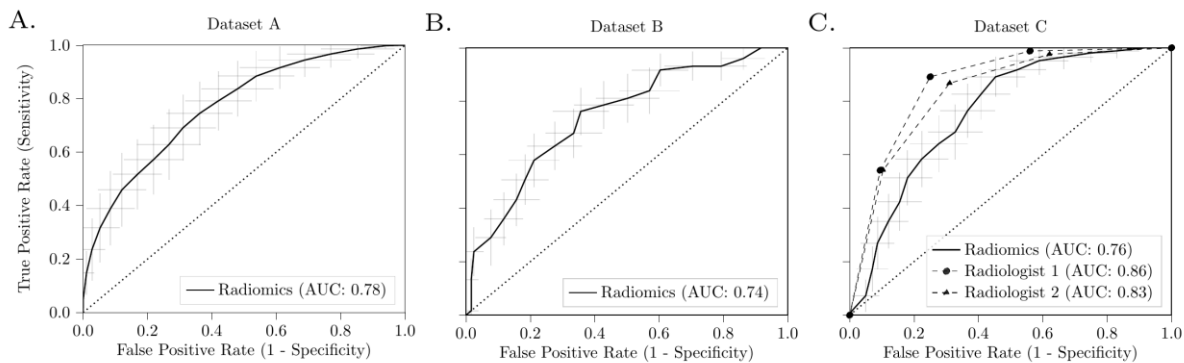 A.
Dataset A
True Positive Rate (Sensitivity)
1.0
0.8
0.6
0.4
0.2
0.0
0.0 0.2 0.4 0.6 0.8 1.0
False Positive Rate (1 - Specificity)
Radiomics (AUC: 0.78)
B.
Dataset B
0.0 0.2 0.4 0.6 0.8 1.0
False Positive Rate (1 - Specificity)
Radiomics (AUC: 0.74)
C.
Dataset C
Radiomics (AUC: 0.76)
Radiologist 1 (AUC: 0.86)
Radiologist 2 (AUC: 0.83)
0.0 0.2 0.4 0.6 0.8 1.0
False Positive Rate (1 - Specificity)